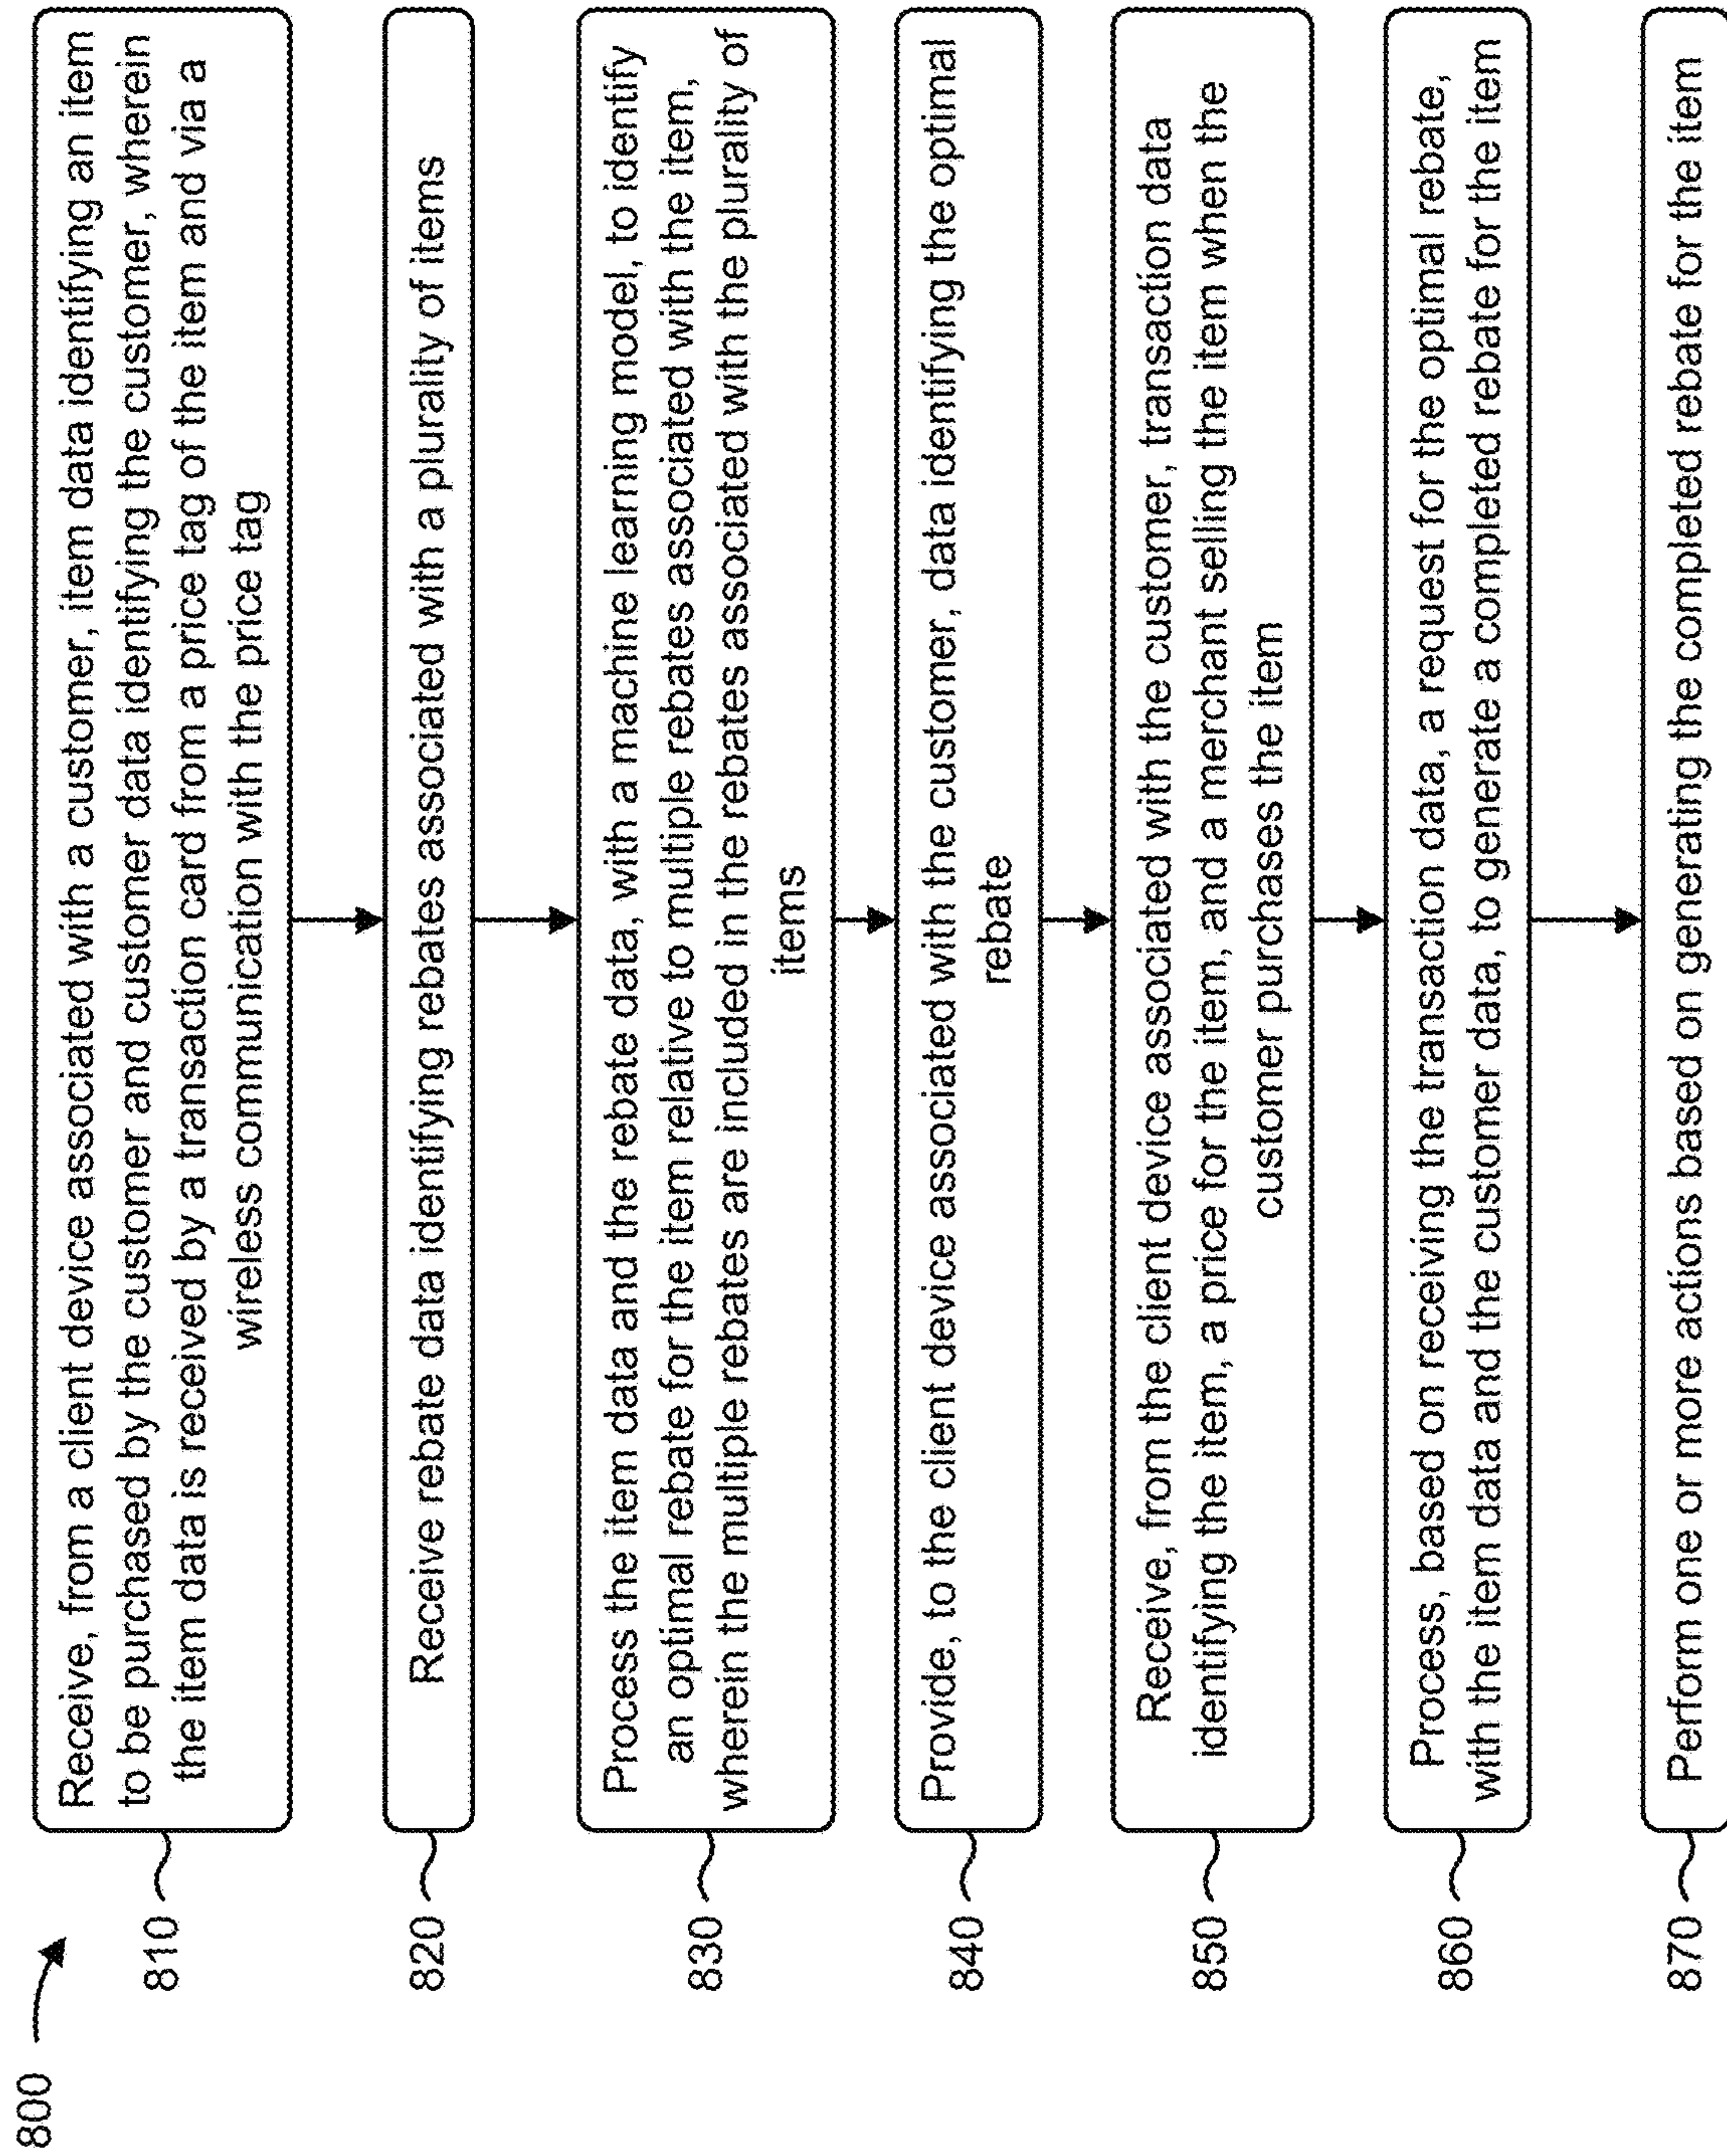 800
810
Receive, from a client device associated with a customer, item data identifying an item
to be purchased by the customer and customer data identifying the customer, wherein
the item data is received by a transaction card from a price tag of the item and via a
wireless communication with the price tag
820
Receive rebate data identifying rebates associated with a plurality of items
830
Process the item data and the rebate data, with a machine learning model, to identify
an optimal rebate for the item relative to multiple rebates associated with the item,
wherein the multiple rebates are included in the rebates associated with the plurality of
items
840
Provide, to the client device associated with the customer, data identifying the optimal
rebate
850
Receive, from the client device associated with the customer, transaction data
identifying the item, a price for the item, and a merchant selling the item when the
customer purchases the item
860
Process, based on receiving the transaction data, a request for the optimal rebate,
with the item data and the customer data, to generate a completed rebate for the item
870
Perform one or more actions based on generating the completed rebate for the item